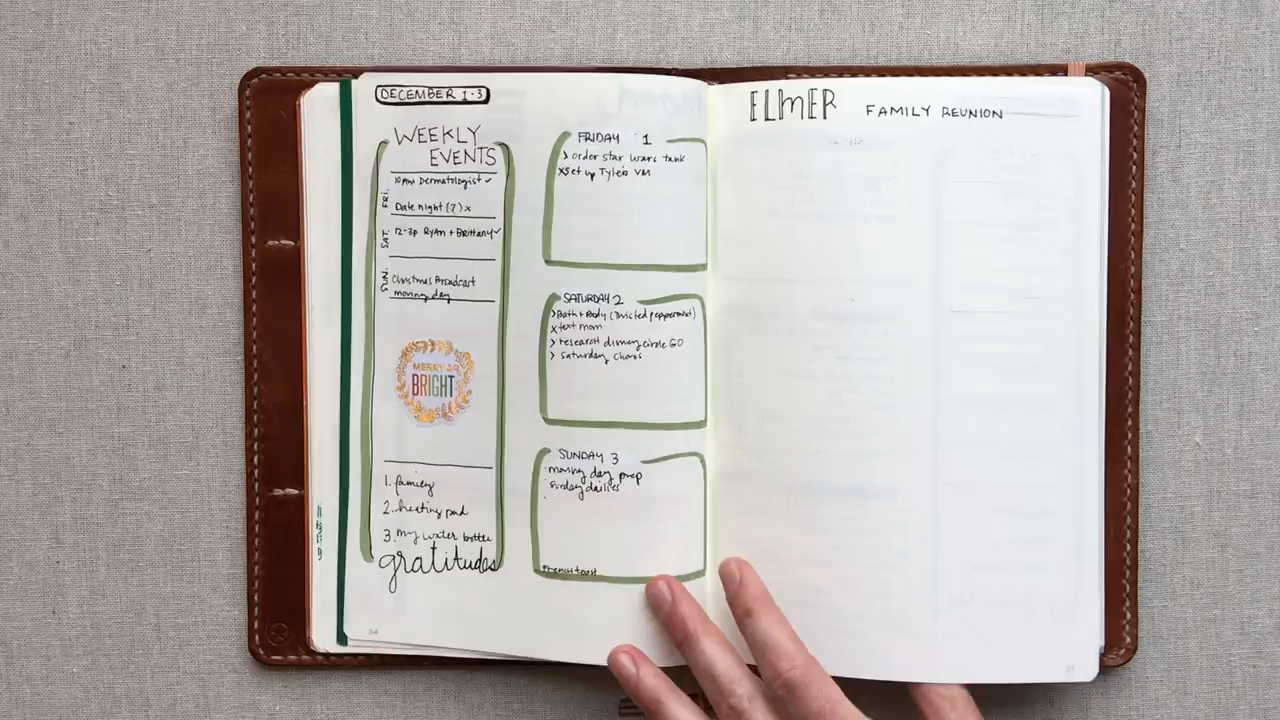 DECEMBER 1-3
WEEKLY
EVENTS
FRI.
10AM Dermatologist ✓
Date night (?) x
SAT.
12-3p Ryan + Brittany ✓
SUN.
Christmas Broadcast
moving day
MERRY &
BRIGHT
1. family
2. heating pad
3. my water bottle
gratitudes
34
FRIDAY 1
> order star wars tank
x Set up Tyler's VM
SATURDAY 2
> Bath + Body (Twisted peppermint)
x text mom
> research disney circle GO
> Saturday chores
SUNDAY 3
moving day prep
sunday dailies
French toast
ELMER FAMILY REUNION